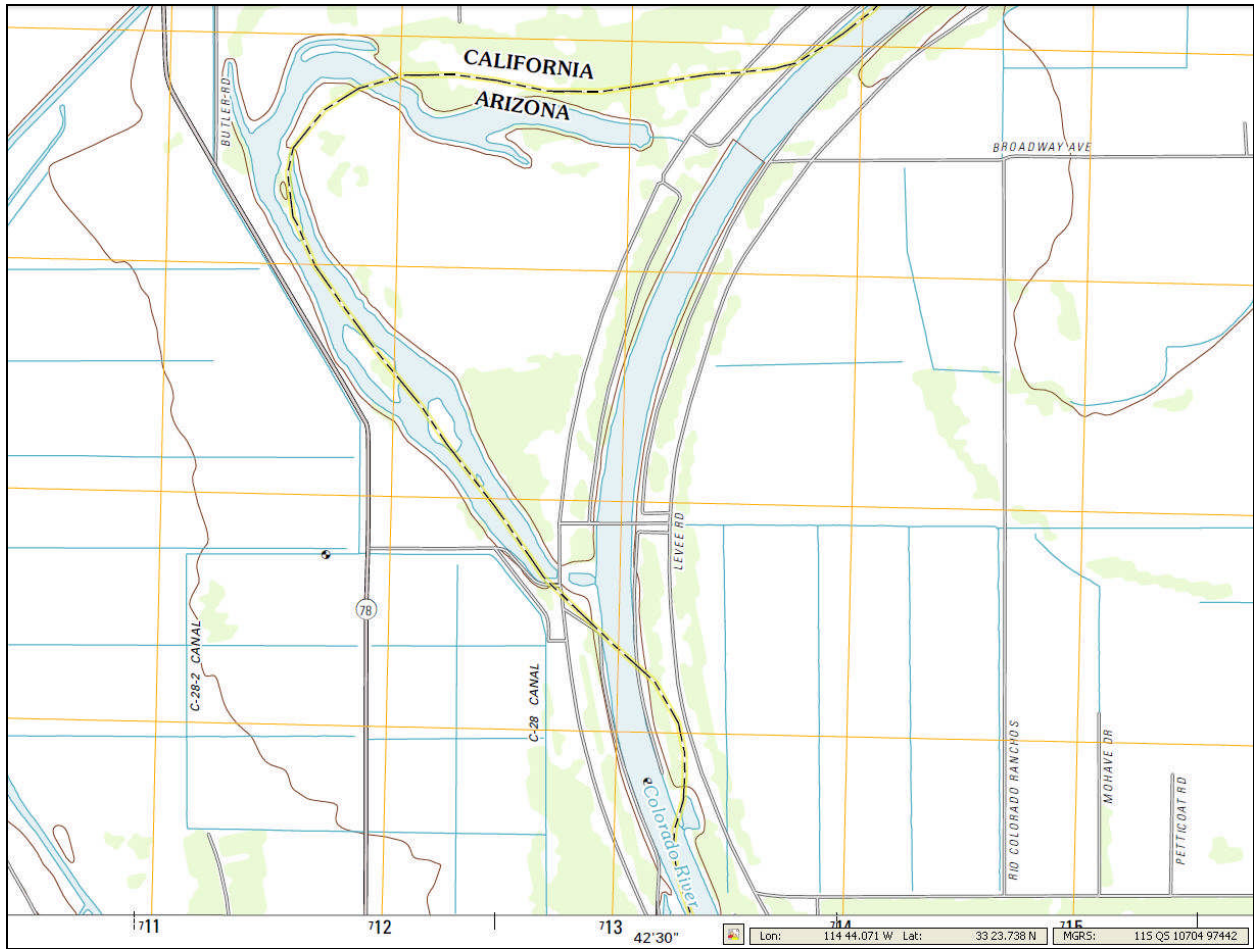 CALIFORNIA
ARIZONA
BUTLER RD
BROADWAY AVE
LEVEE RD
78
C-28-2 CANAL
C-28 CANAL
RIO COLORADO RANCHOS
MOHAVE DR
PETTICOAT RD
Colorado River
711
712
713
714
715
42'30"
Lon: 114 44.071 W Lat: 33 23.738 N
MGRS: 11S QS 10704 97442